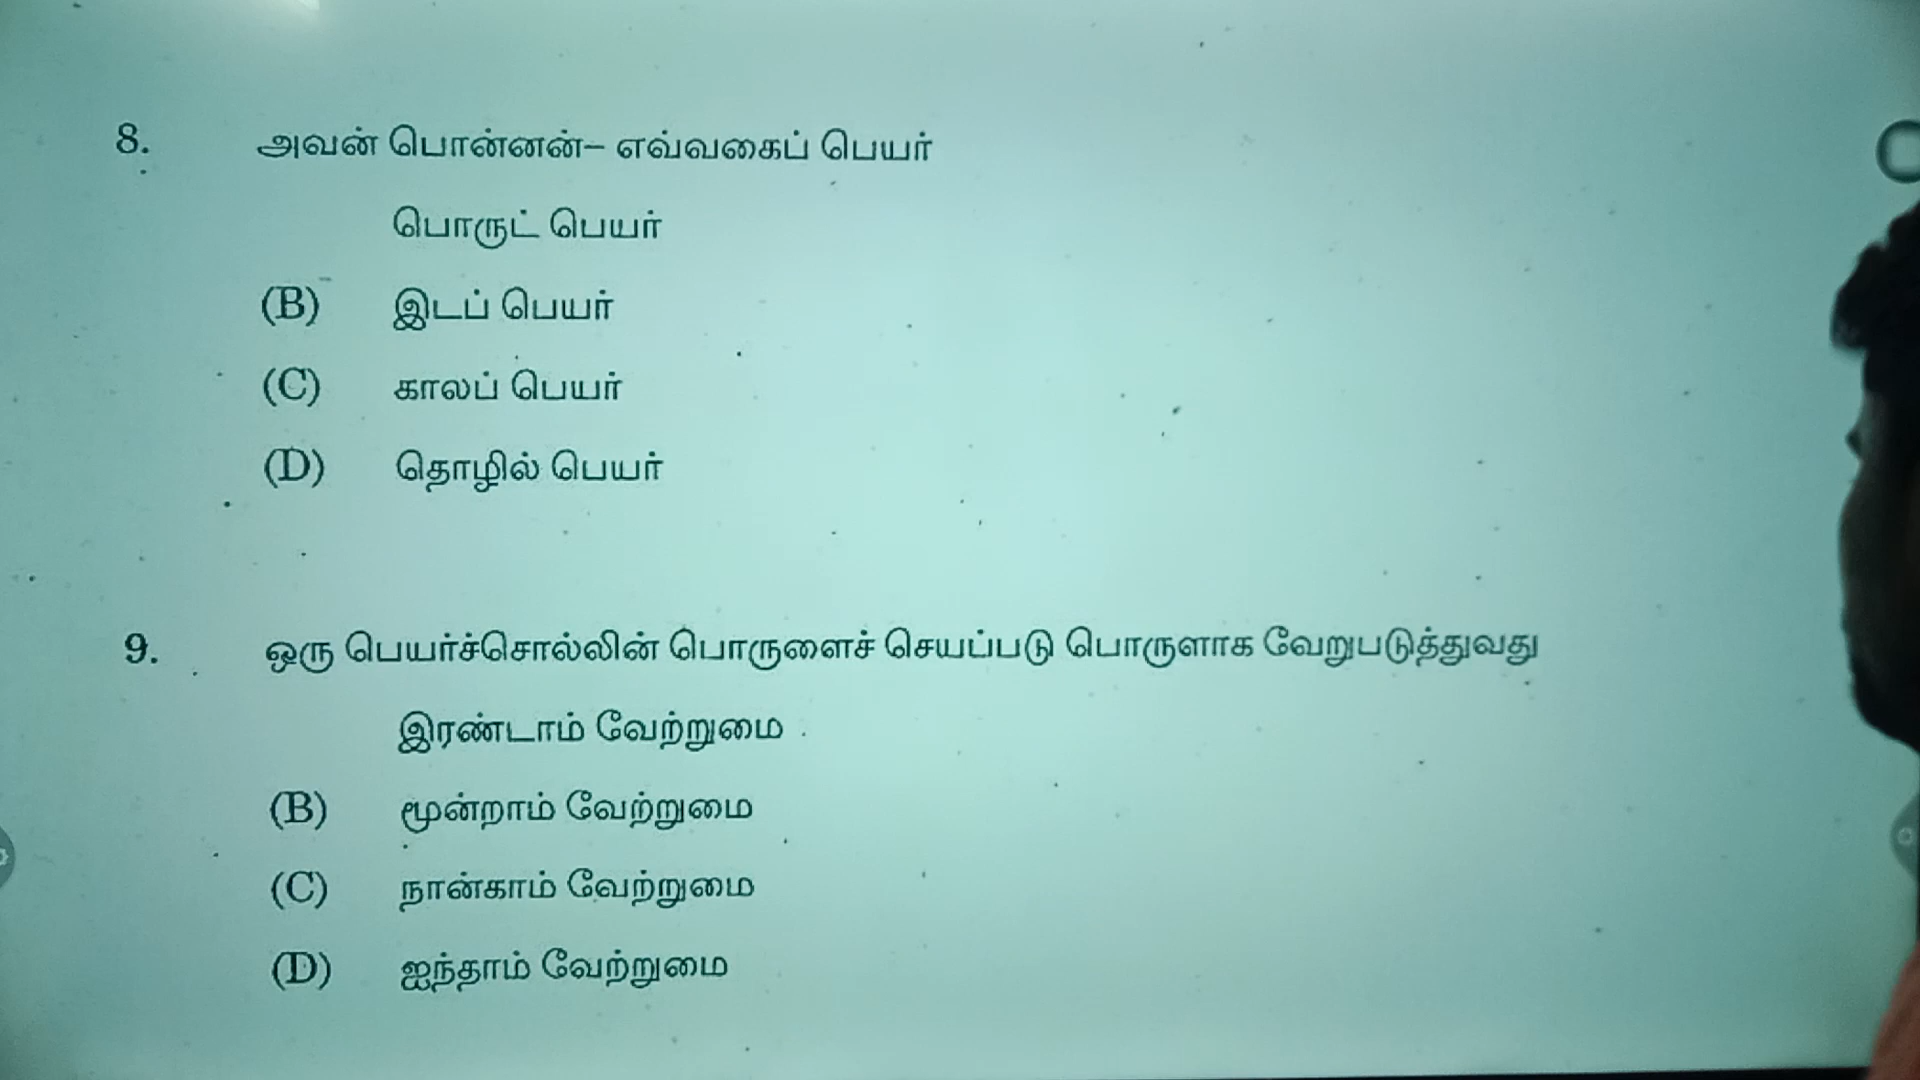 8. அவன் பொன்னன்– எவ்வகைப் பெயர்
பொருட் பெயர்
(B) இடப் பெயர்
(C) காலப் பெயர்
(D) தொழில் பெயர்
9. ஒரு பெயர்ச்சொல்லின் பொருளைச் செயப்படு பொருளாக வேறுபடுத்துவது
இரண்டாம் வேற்றுமை
(B) மூன்றாம் வேற்றுமை
(C) நான்காம் வேற்றுமை
(D) ஐந்தாம் வேற்றுமை